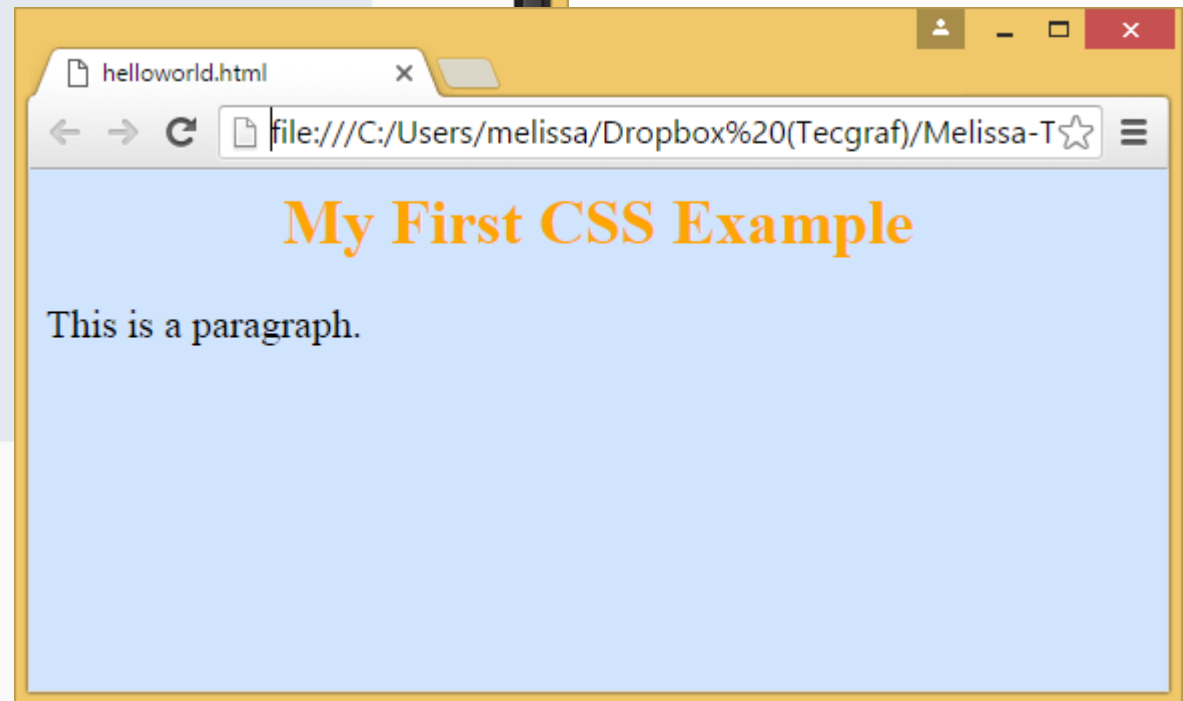 helloworld.html
file:///C:/Users/melissa/Dropbox%20(Tecgraf)/Melissa-T
My First CSS Example
This is a paragraph.